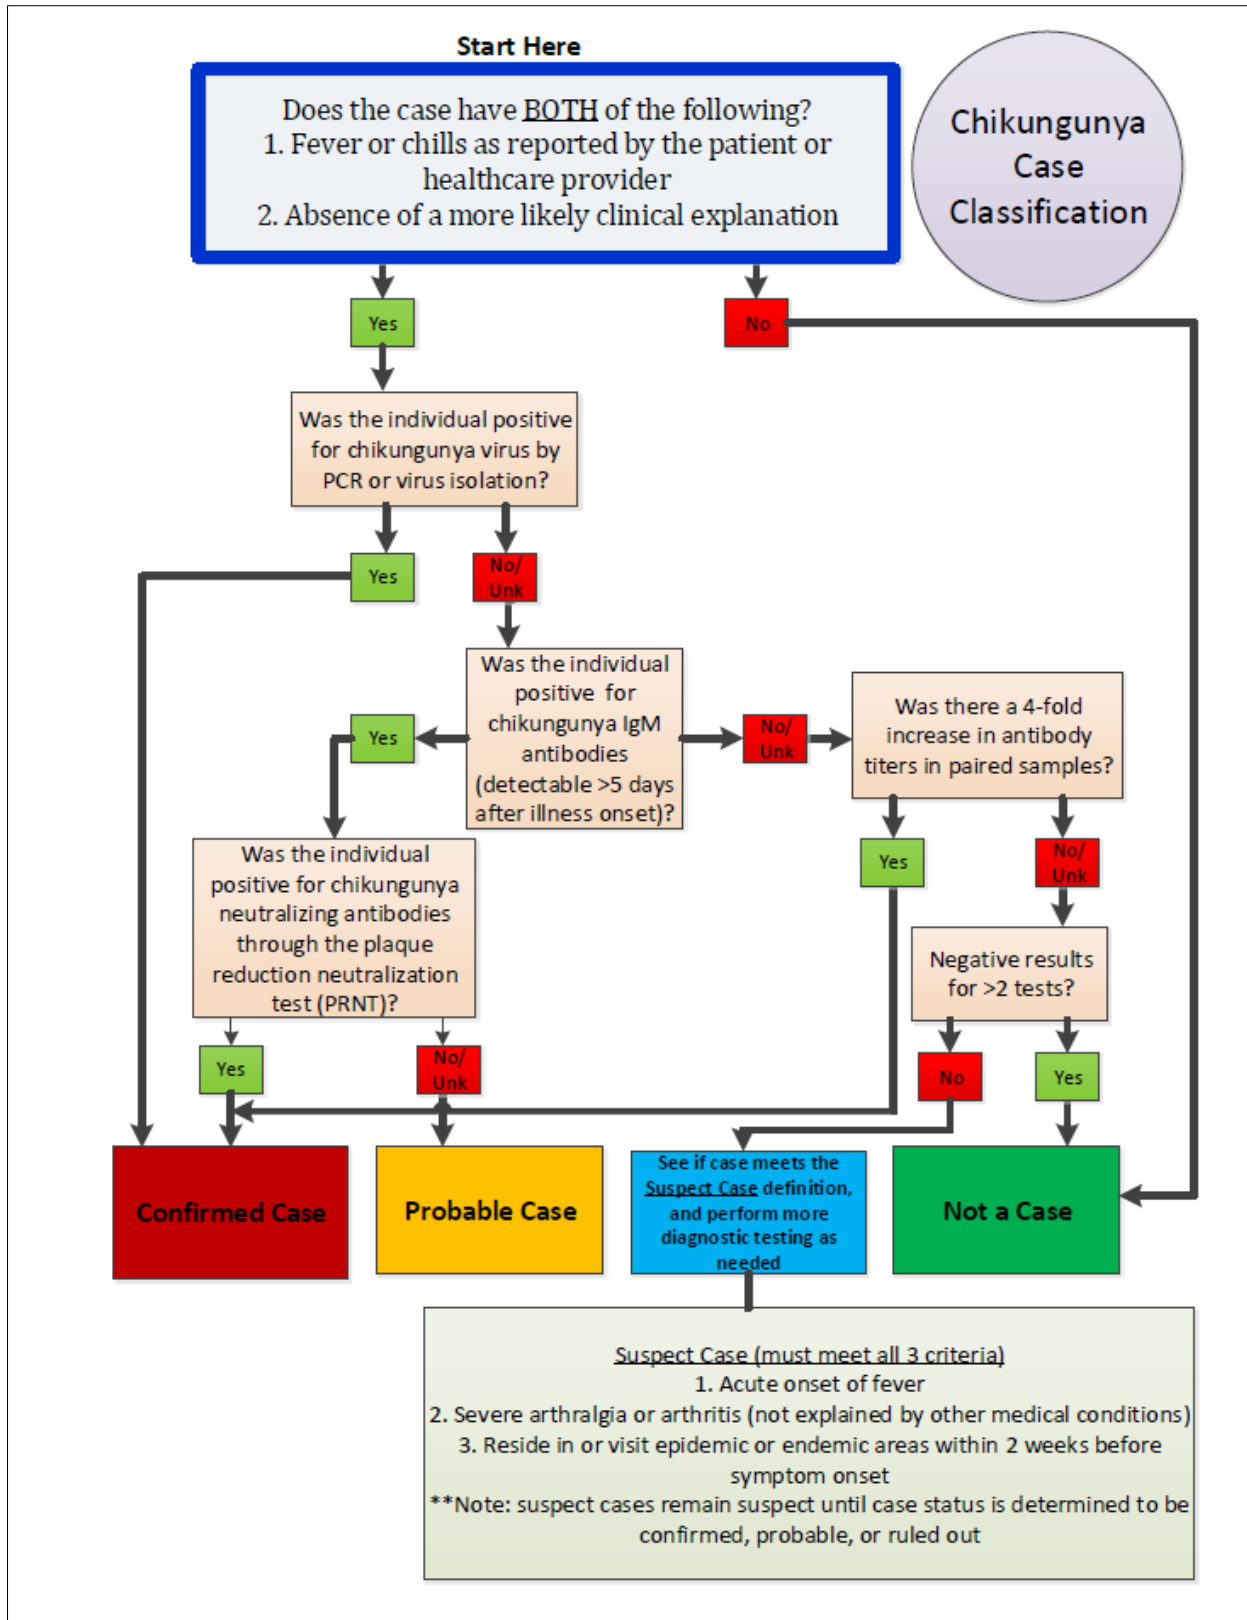 Start Here
Does the case have BOTH of the following?
1. Fever or chills as reported by the patient or
healthcare provider
2. Absence of a more likely clinical explanation
Chikungunya
Case
Classification
Yes
No
Was the individual positive
for chikungunya virus by
PCR or virus isolation?
Yes
No/
Unk
Was the individual
positive for
chikungunya IgM
antibodies
(detectable >5 days
after illness onset)?
Yes
No/
Unk
Was there a 4-fold
increase in antibody
titers in paired samples?
Was the individual
positive for chikungunya
neutralizing antibodies
through the plaque
reduction neutralization
test (PRNT)?
Yes
No/
Unk
Negative results
for >2 tests?
Yes
No/
Unk
No
Yes
Confirmed Case
Probable Case
See if case meets the
Suspect Case definition,
and perform more
diagnostic testing as
needed
Not a Case
Suspect Case (must meet all 3 criteria)
1. Acute onset of fever
2. Severe arthralgia or arthritis (not explained by other medical conditions)
3. Reside in or visit epidemic or endemic areas within 2 weeks before
symptom onset
**Note: suspect cases remain suspect until case status is determined to be
confirmed, probable, or ruled out